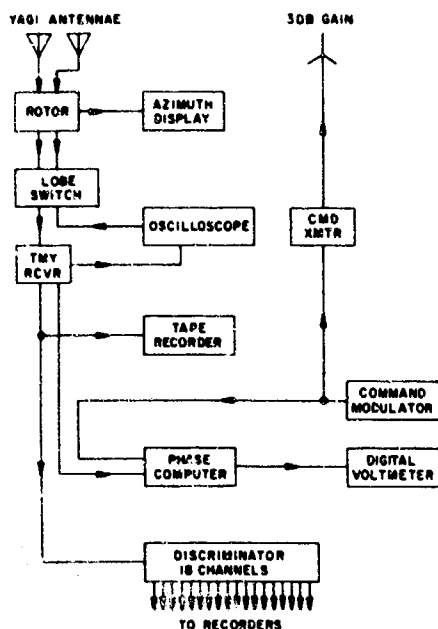 YAGI ANTENNAE
3DB GAIN
ROTOR
AZIMUTH
DISPLAY
LOBE
SWITCH
OSCILLOSCOPE
CMD
XMTR
TMY
RCVR
TAPE
RECORDER
COMMAND
MODULATOR
PHASE
COMPUTER
DIGITAL
VOLTMETER
DISCRIMINATOR
18 CHANNELS
TO RECORDERS